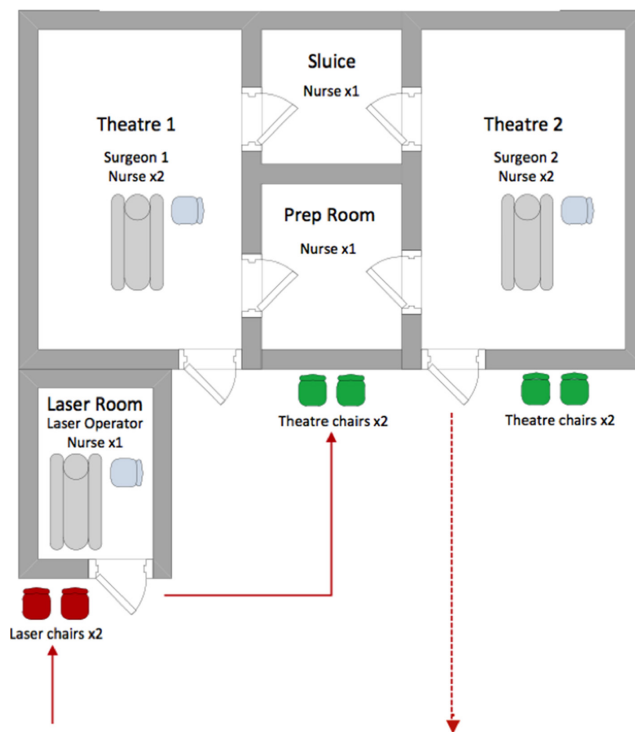 Sluice
Nurse x1
Theatre 1
Surgeon 1
Nurse x2
Theatre 2
Surgeon 2
Nurse x2
Prep Room
Nurse x1
Laser Room
Laser Operator
Nurse x1
Theatre chairs x2
Theatre chairs x2
Laser chairs x2